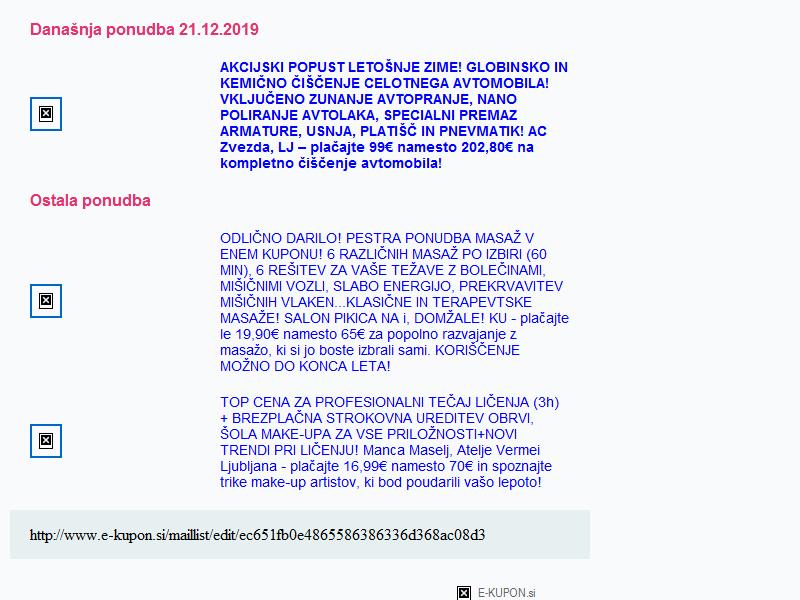 Današnja ponudba 21.12.2019
AKCIJSKI POPUST LETOŠNJE ZIME! GLOBINSKO IN
KEMIČNO ČIŠČENJE CELOTNEGA AVTOMOBILA!
VKLJUČENO ZUNANJE AVTOPRANJE, NANO
POLIRANJE AVTOLAKA, SPECIALNI PREMAZ
ARMATURE, USNJA, PLATIŠČ IN PNEVMATIK! AC
Zvezda, LJ – plačajte 99€ namesto 202,80€ na
kompletno čiščenje avtomobila!
Ostala ponudba
ODLIČNO DARILO! PESTRA PONUDBA MASAŽ V
ENEM KUPONU! 6 RAZLIČNIH MASAŽ PO IZBIRI (60
MIN), 6 REŠITEV ZA VAŠE TEŽAVE Z BOLEČINAMI,
MIŠIČNIMI VOZLI, SLABO ENERGIJO, PREKRVAVITEV
MIŠIČNIH VLAKEN...KLASIČNE IN TERAPEVTSKE
MASAŽE! SALON PIKICA NA i, DOMŽALE! KU - plačajte
le 19,90€ namesto 65€ za popolno razvajanje z
masažo, ki si jo boste izbrali sami. KORIŠČENJE
MOŽNO DO KONCA LETA!
TOP CENA ZA PROFESIONALNI TEČAJ LIČENJA (3h)
+ BREZPLAČNA STROKOVNA UREDITEV OBRVI,
ŠOLA MAKE-UPA ZA VSE PRILOŽNOSTI+NOVI
TRENDI PRI LIČENJU! Manca Maselj, Atelje Vermei
Ljubljana - plačajte 16,99€ namesto 70€ in spoznajte
trike make-up artistov, ki bod poudarili vašo lepoto!
http://www.e-kupon.si/maillist/edit/ec651fb0e4865586386336d368ac08d3
E-KUPON.si